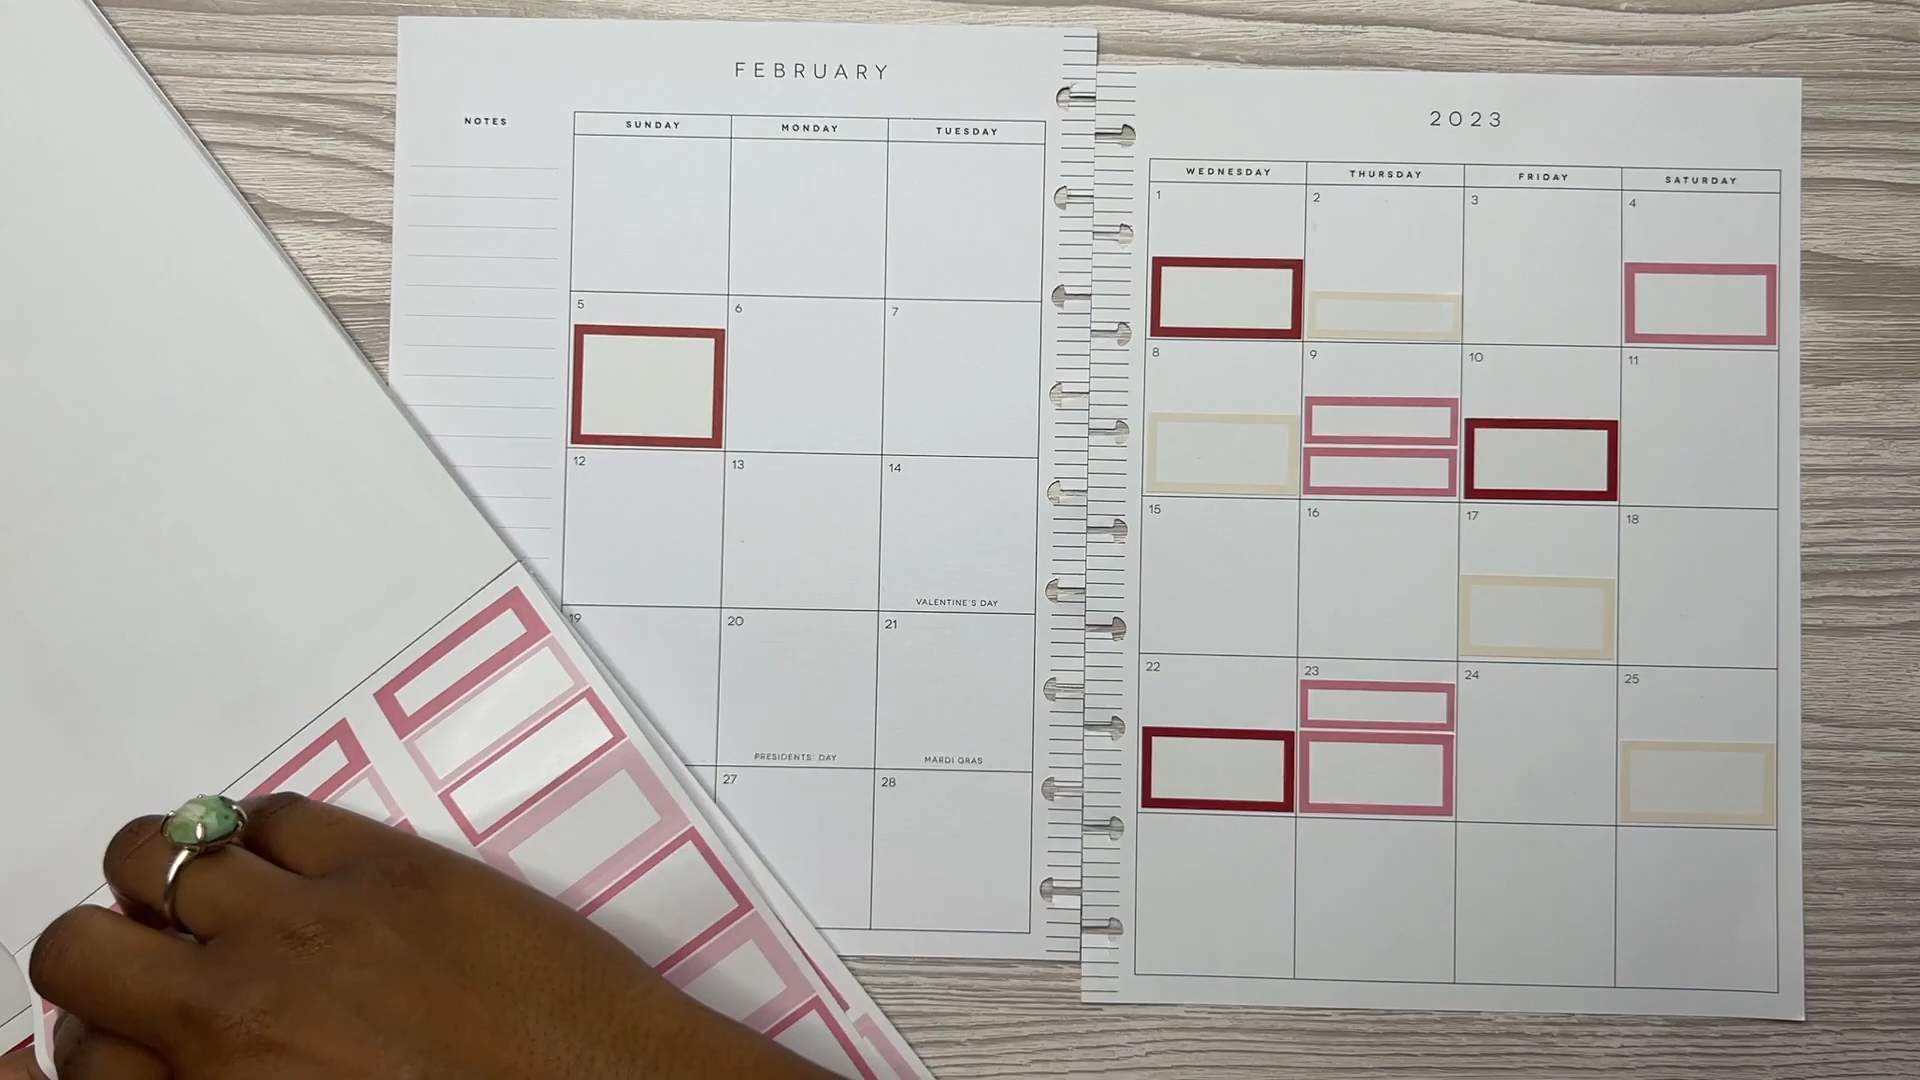 FEBRUARY
NOTES
SUNDAY MONDAY TUESDAY
5 6 7
12 13 14
VALENTINE'S DAY
19 20 21
PRESIDENTS' DAY MARDI GRAS
27 28
2023
WEDNESDAY THURSDAY FRIDAY SATURDAY
1 2 3 4
8 9 10 11
15 16 17 18
22 23 24 25